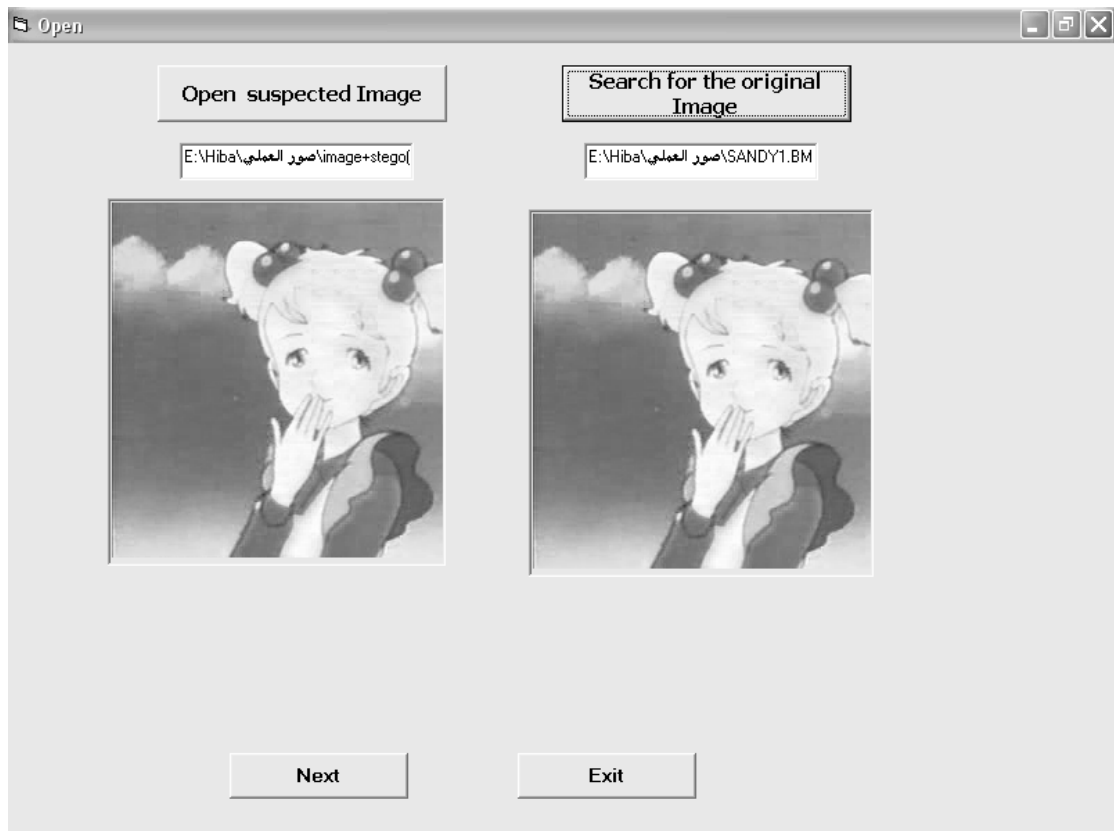 Open
Open suspected Image
Search for the original
Image
E:\Hiba\صور العملي\image+stego(
E:\Hiba\صور العملي\SANDY1.BM
Next
Exit